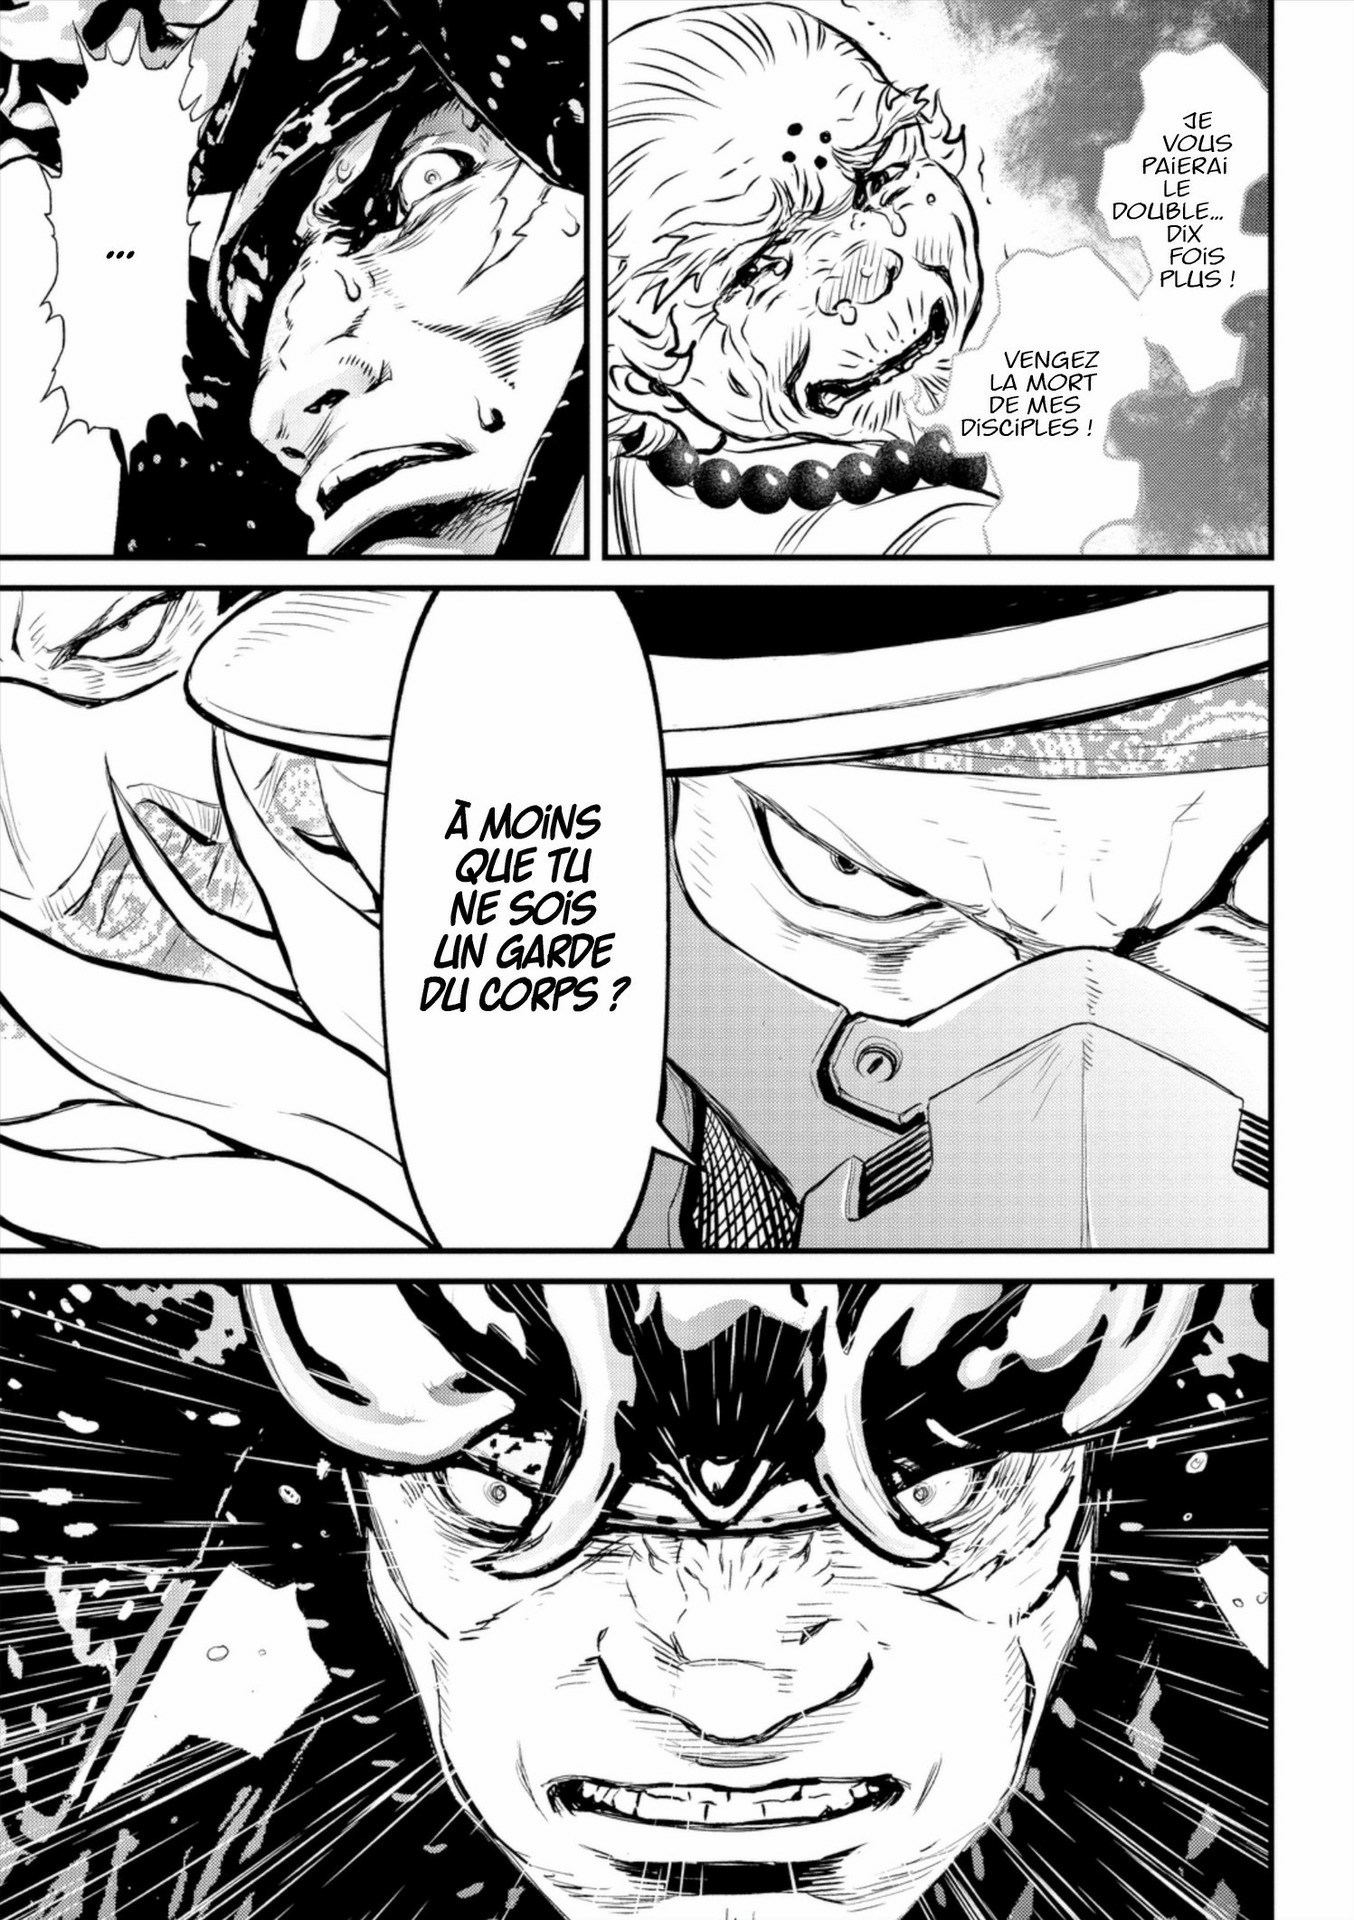 JE
VOUS
PAIERAI
LE
DOUBLE...
DIX
FOIS
PLUS !
VENGEZ
LA MORT
DE MES
DISCIPLES !
...
À MOINS
QUE TU
NE SOIS
UN GARDE
DU CORPS ?